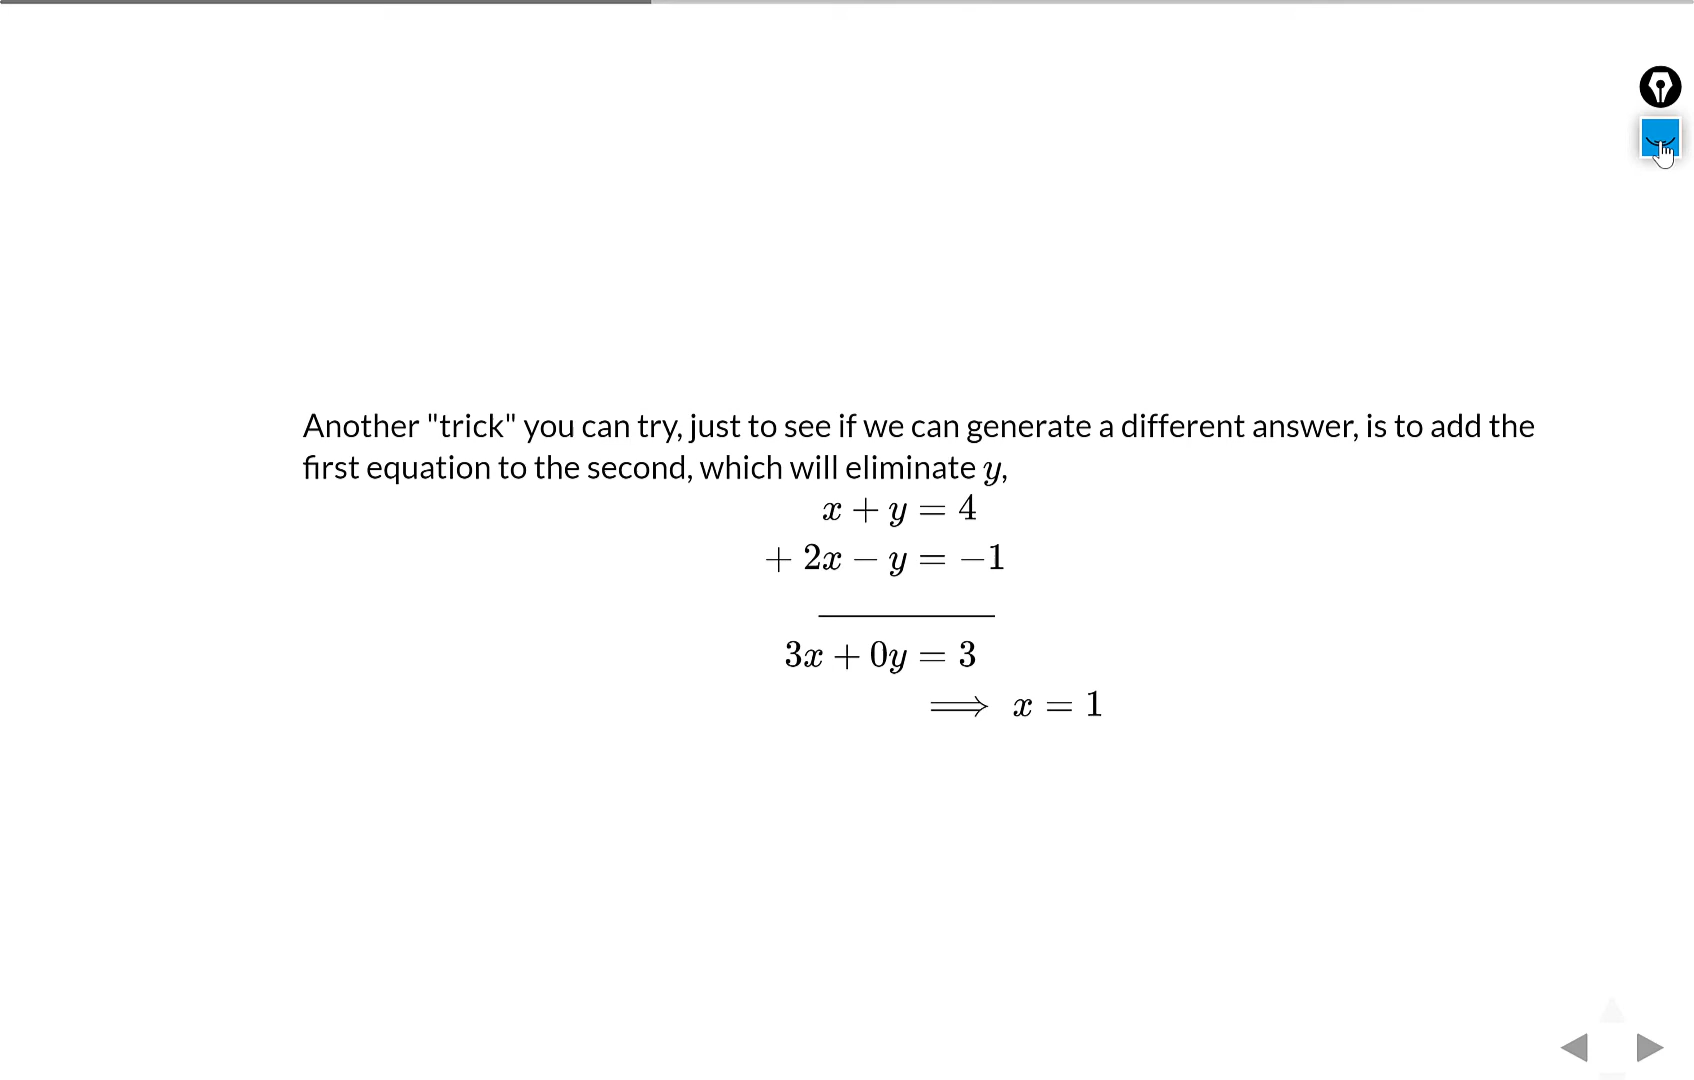 Another "trick" you can try, just to see if we can generate a different answer, is to add the
first equation to the second, which will eliminate y,
x + y = 4
+ 2x − y = −1
3x + 0y = 3
⟹ x = 1